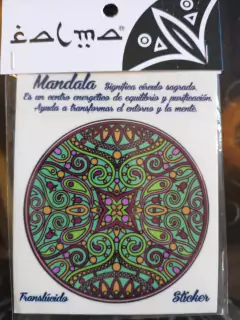 Mandala Significa círculo sagrado.
Es un centro energético de equilibrio y purificación.
Ayuda a transformar el entorno y la mente.
Translúcido
Sticker